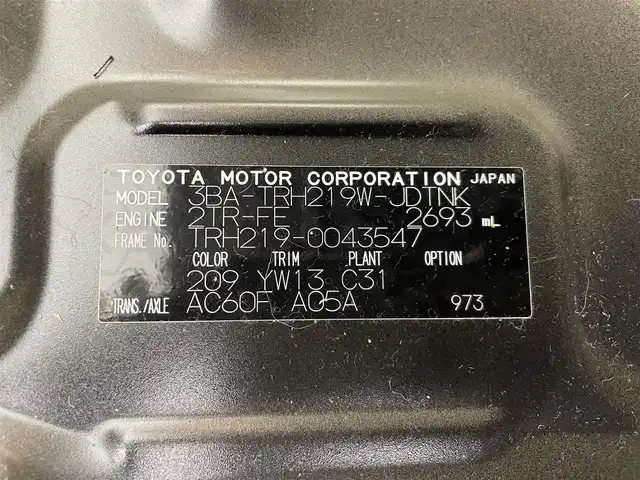 TOYOTA MOTOR CORPORATION JAPAN
MODEL 3BA-TRH219W-JDTNK
ENGINE 2TR-FE 2693 mL
FRAME No. TRH219-0043547
COLOR TRIM PLANT OPTION
209 YW13 C31
TRANS./AXLE AC60F A05A 973